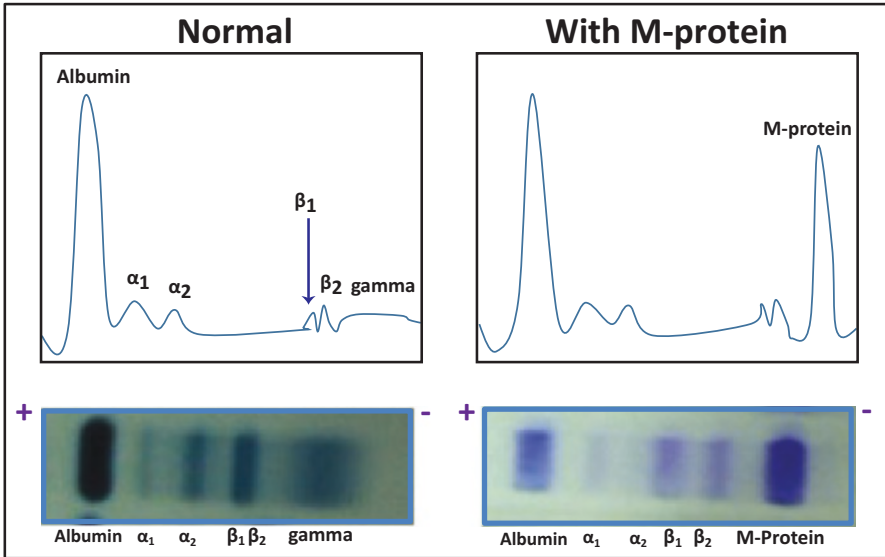 Normal
With M-protein
Albumin
α1
α2
β1
β2
gamma
M-protein
+
-
+
-
Albumin α1 α2 β1 β2 gamma
Albumin α1 β1 β2 M-Protein